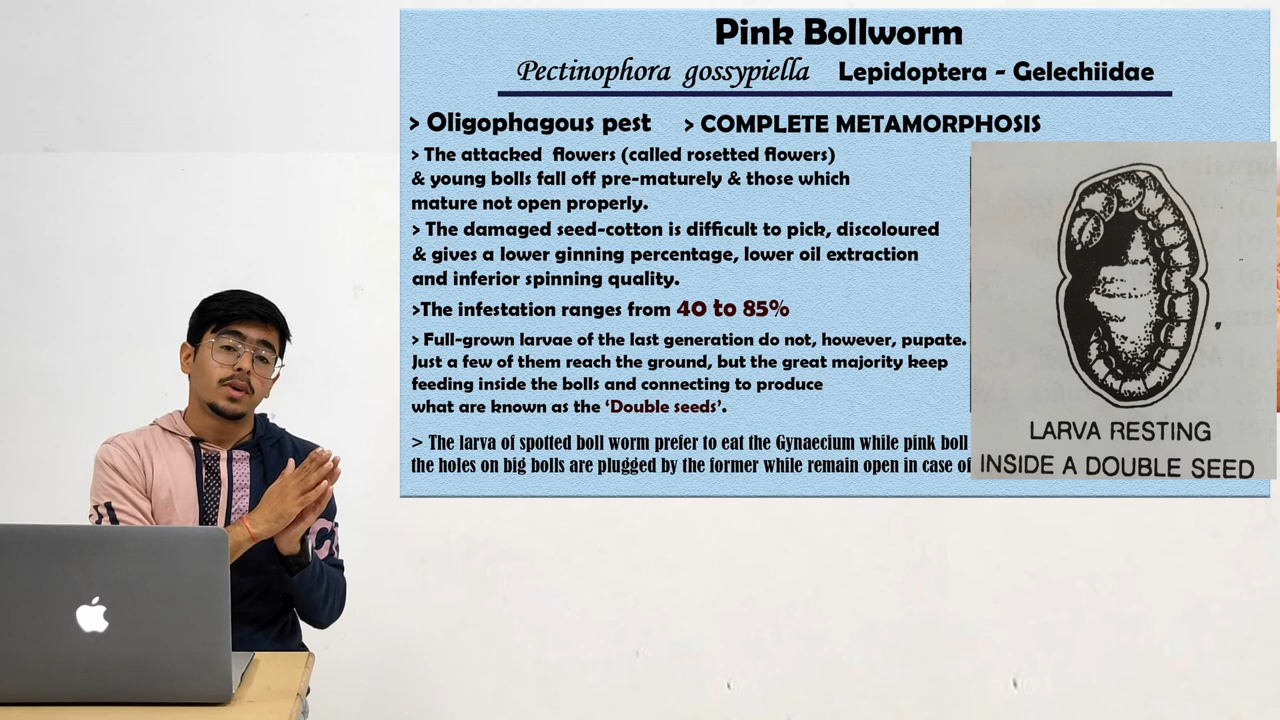 Pink Bollworm
Pectinophora gossypiella Lepidoptera - Gelechiidae
> Oligophagous pest > COMPLETE METAMORPHOSIS
> The attacked flowers (called rosetted flowers)
& young bolls fall off pre-maturely & those which
mature not open properly.
> The damaged seed-cotton is difficult to pick, discoloured
& gives a lower ginning percentage, lower oil extraction
and inferior spinning quality.
>The infestation ranges from 40 to 85%
> Full-grown larvae of the last generation do not, however, pupate.
Just a few of them reach the ground, but the great majority keep
feeding inside the bolls and connecting to produce
what are known as the ‘Double seeds’.
> The larva of spotted boll worm prefer to eat the Gynaecium while pink boll
the holes on big bolls are plugged by the former while remain open in case of
LARVA RESTING
INSIDE A DOUBLE SEED